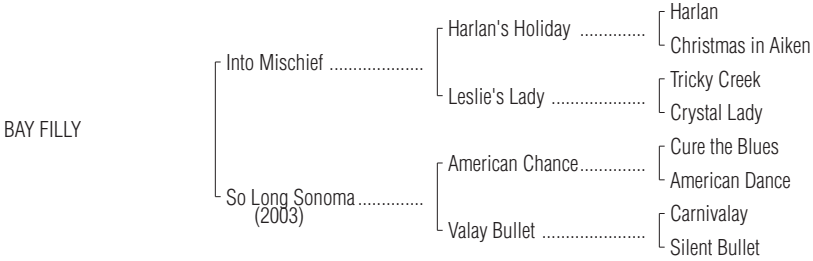 Harlan
Harlan's Holiday ..............
Christmas in Aiken
Into Mischief ....................
Tricky Creek
Leslie's Lady ....................
Crystal Lady
BAY FILLY
Cure the Blues
American Chance..............
American Dance
So Long Sonoma..............
(2003)
Carnivalay
Valay Bullet ......................
Silent Bullet